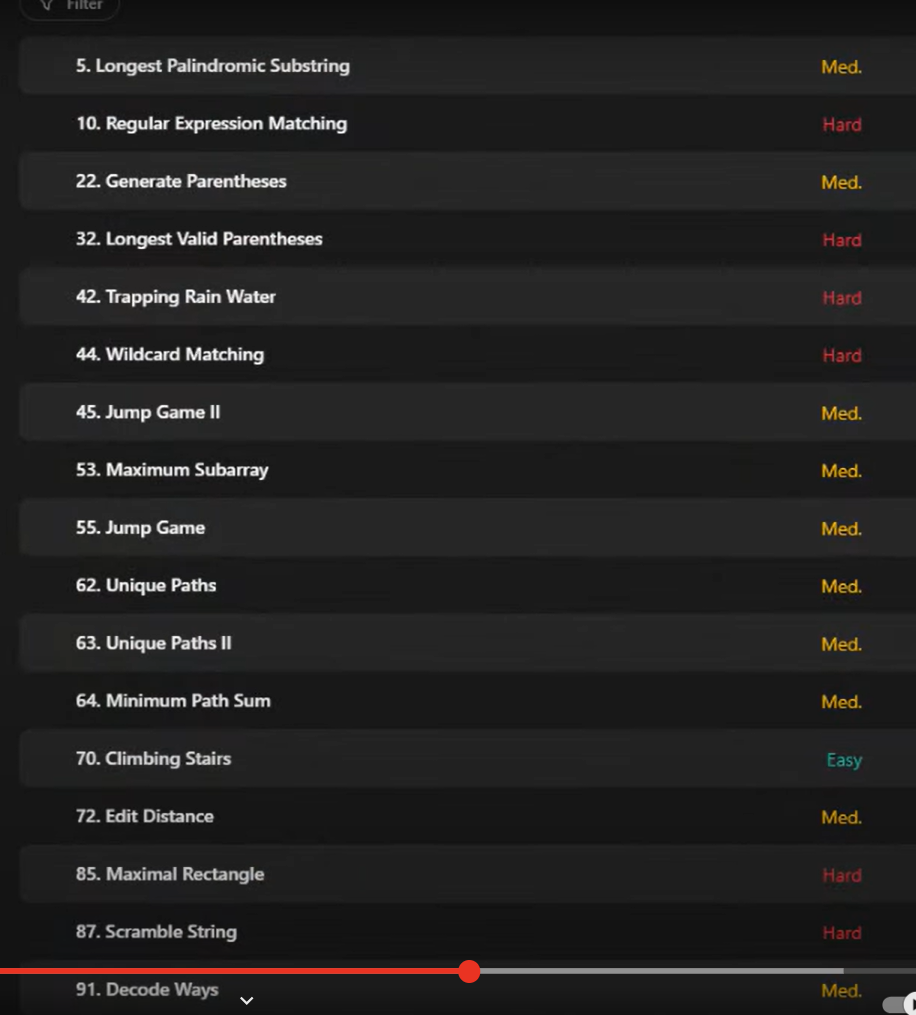 Filter
5. Longest Palindromic Substring Med.
10. Regular Expression Matching Hard
22. Generate Parentheses Med.
32. Longest Valid Parentheses Hard
42. Trapping Rain Water Hard
44. Wildcard Matching Hard
45. Jump Game II Med.
53. Maximum Subarray Med.
55. Jump Game Med.
62. Unique Paths Med.
63. Unique Paths II Med.
64. Minimum Path Sum Med.
70. Climbing Stairs Easy
72. Edit Distance Med.
85. Maximal Rectangle Hard
87. Scramble String Hard
91. Decode Ways Med.